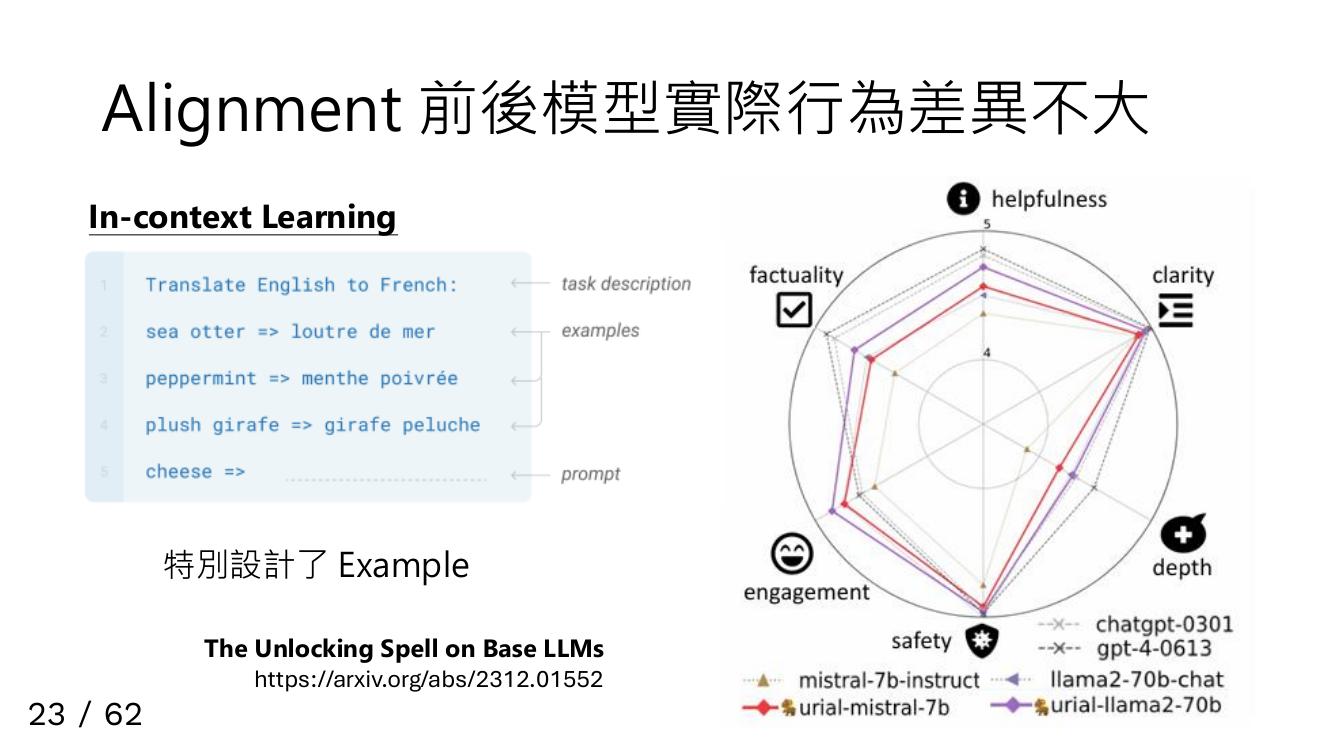 Alignment 前後模型實際行為差異不大
In-context Learning
1 Translate English to French:
task description
2 sea otter => loutre de mer
examples
3 peppermint => menthe poivrée
4 plush girafe => girafe peluche
5 cheese =>
prompt
特別設計了 Example
The Unlocking Spell on Base LLMs
https://arxiv.org/abs/2312.01552
helpfulness
5
factuality
clarity
4
engagement
depth
safety
chatgpt-0301
gpt-4-0613
mistral-7b-instruct
llama2-70b-chat
urial-mistral-7b
urial-llama2-70b
23 / 62